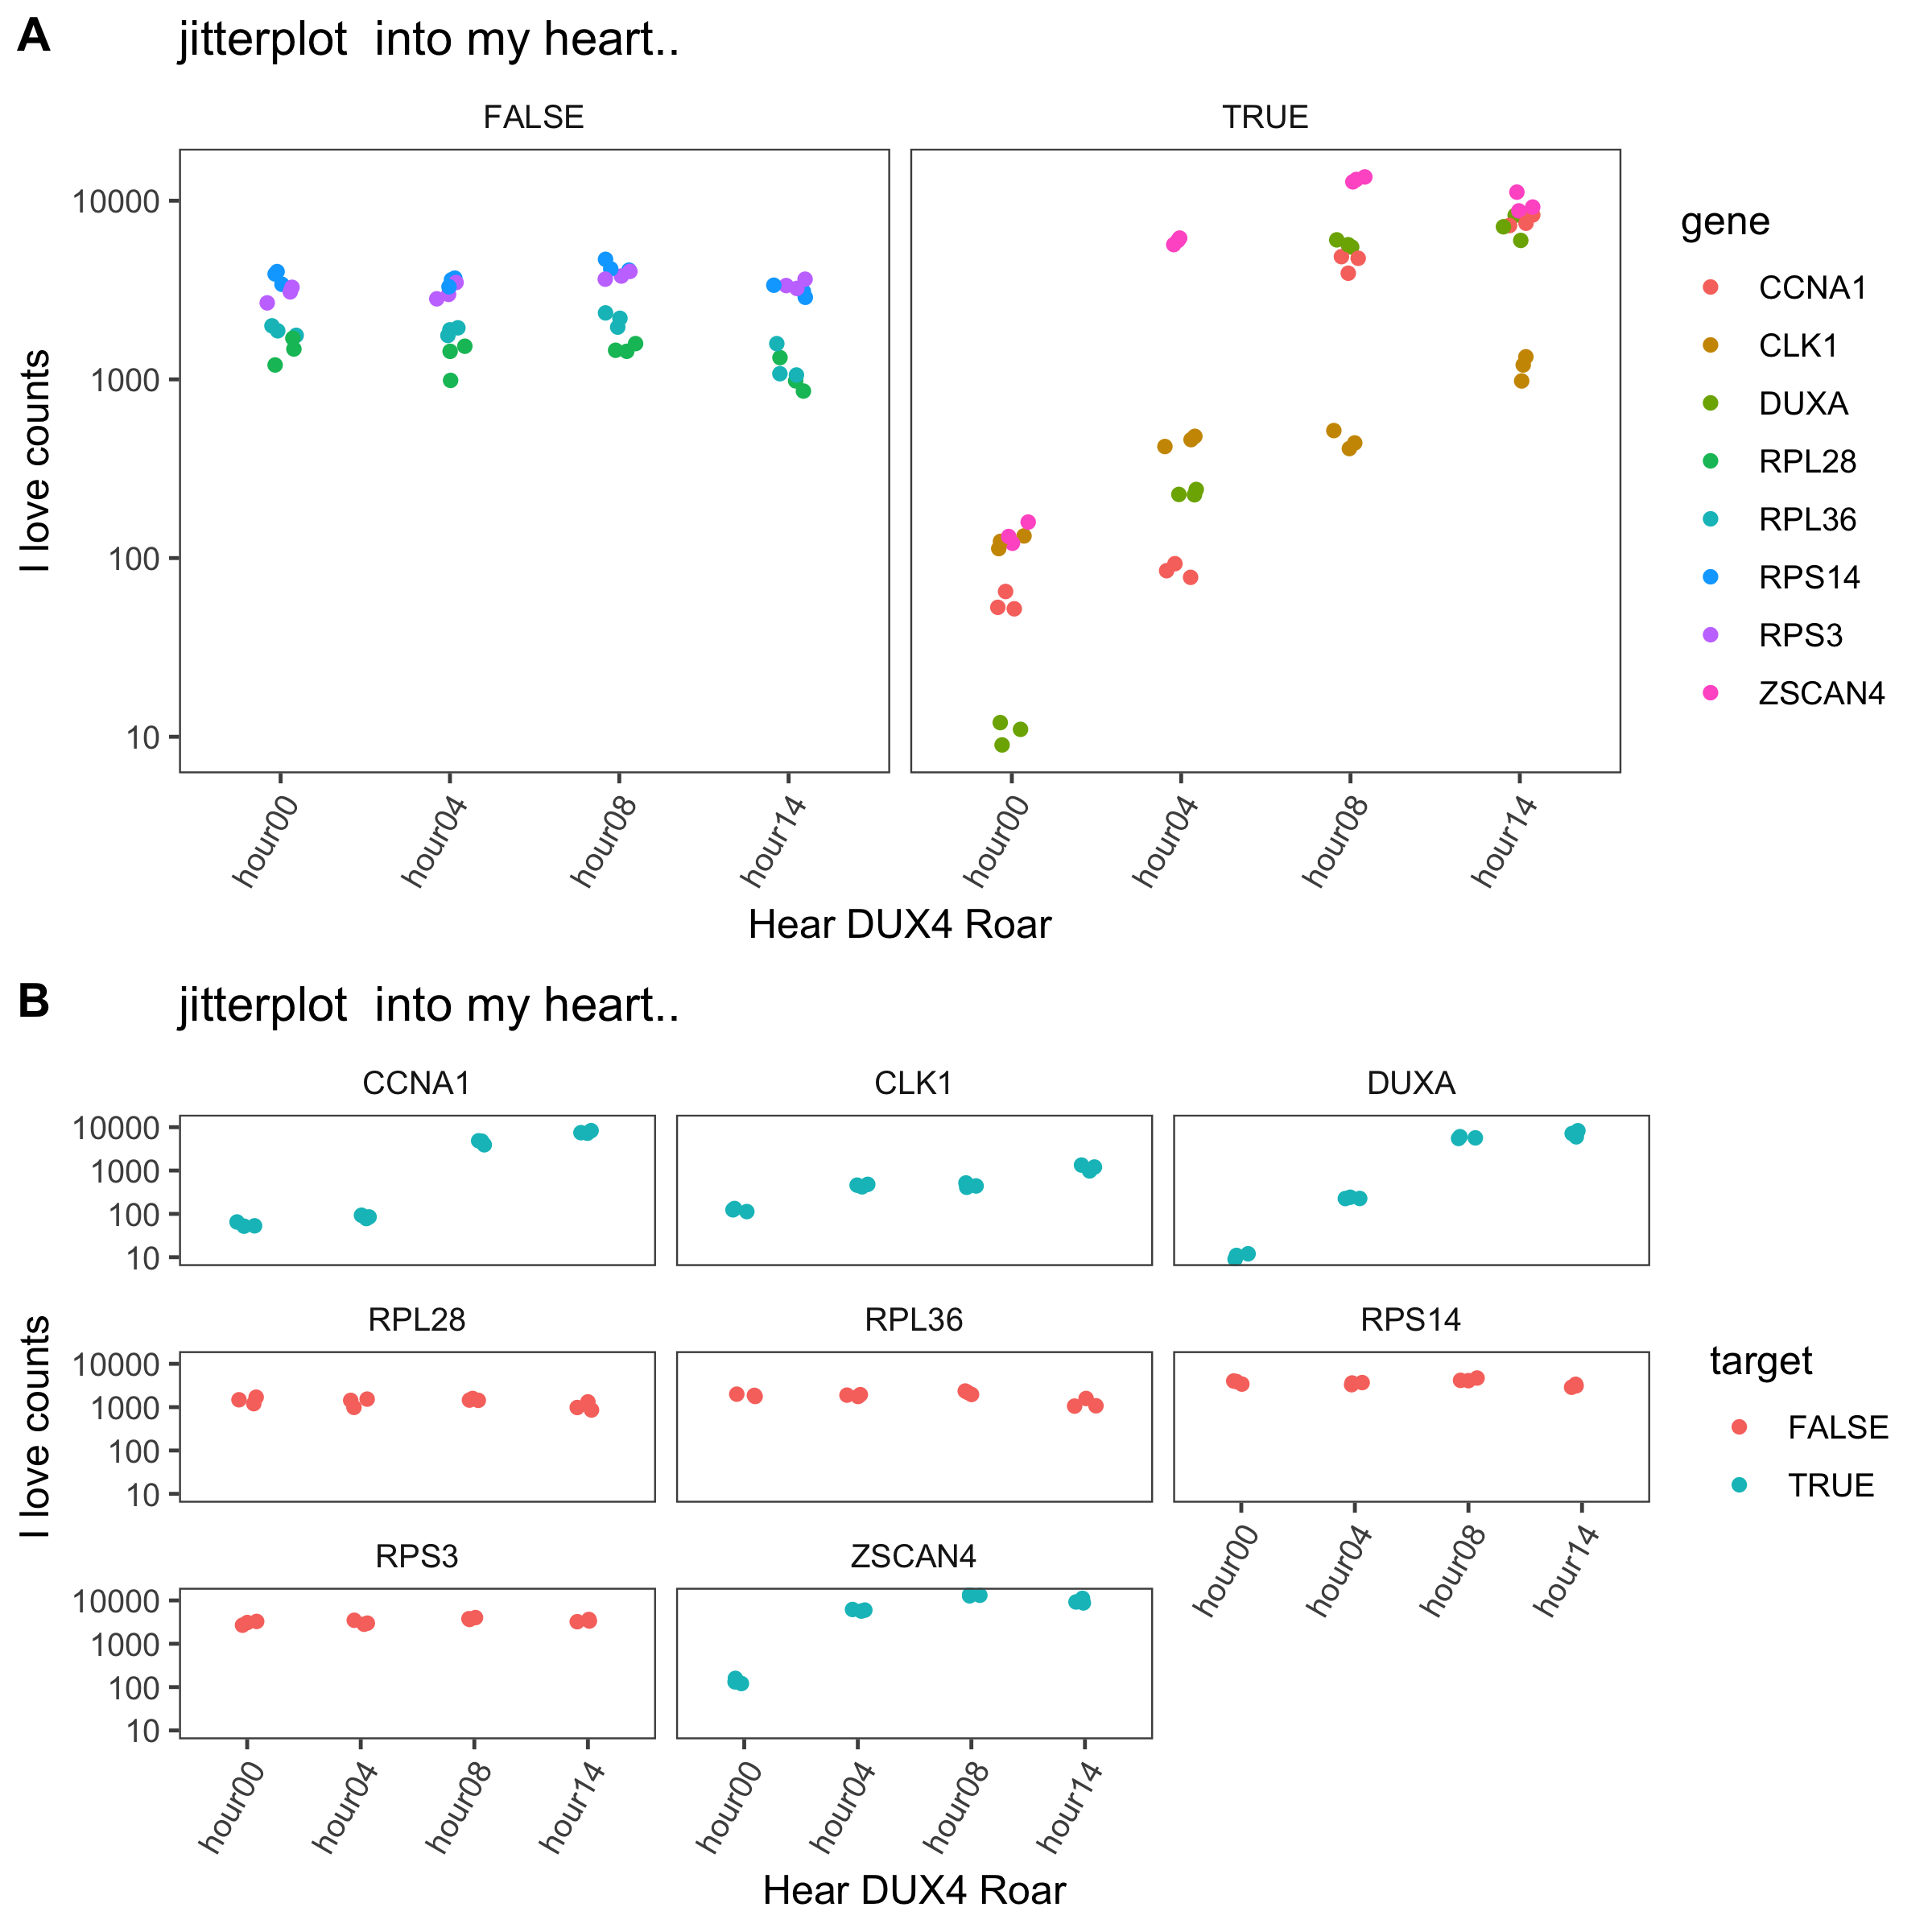 A
jitterplot  into my heart..
FALSE
TRUE
I love counts
10000
1000
100
10
hour00
hour04
hour08
hour14
hour00
hour04
hour08
hour14
Hear DUX4 Roar
gene
CCNA1
CLK1
DUXA
RPL28
RPL36
RPS14
RPS3
ZSCAN4
B
jitterplot  into my heart..
CCNA1
CLK1
DUXA
10000
1000
100
10
RPL28
RPL36
RPS14
I love counts
10000
1000
100
10
hour00
hour04
hour08
hour14
RPS3
ZSCAN4
10000
1000
100
10
hour00
hour04
hour08
hour14
hour00
hour04
hour08
hour14
Hear DUX4 Roar
target
FALSE
TRUE